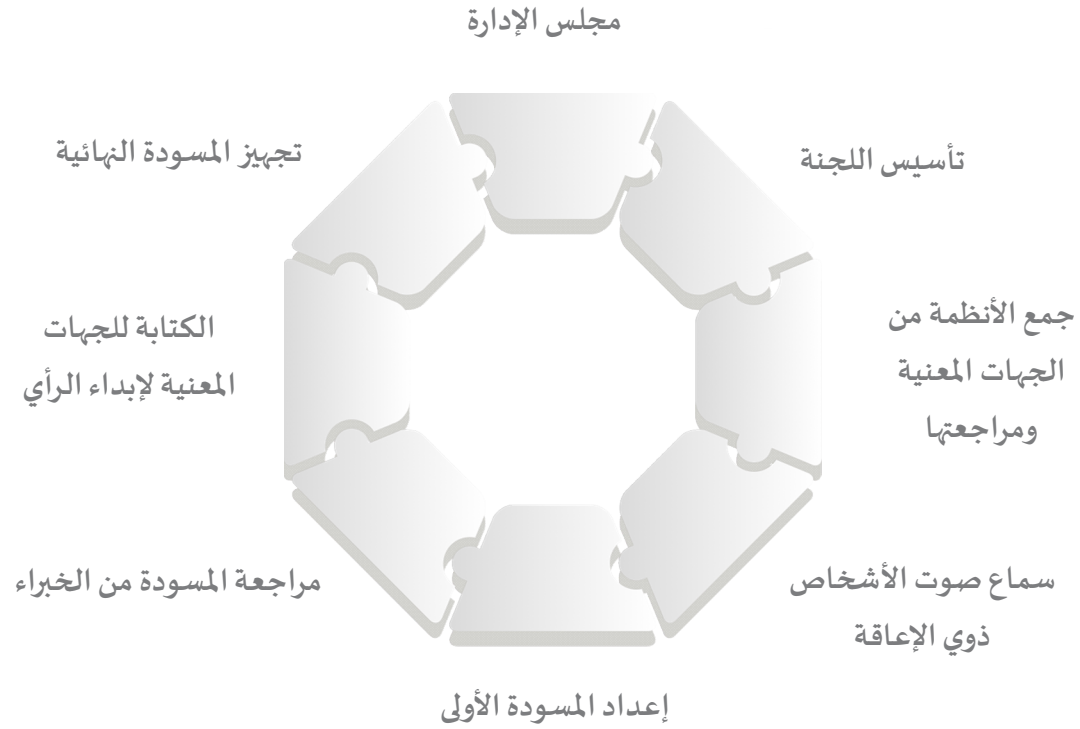 مجلس الإدارة
تأسيس اللجنة
جمع الأنظمة من
الجهات المعنية
ومراجعتها
سماع صوت الأشخاص
ذوي الإعاقة
إعداد المسودة الأولى
مراجعة المسودة من الخبراء
الكتابة للجهات
المعنية لإبداء الرأي
تجهيز المسودة النهائية